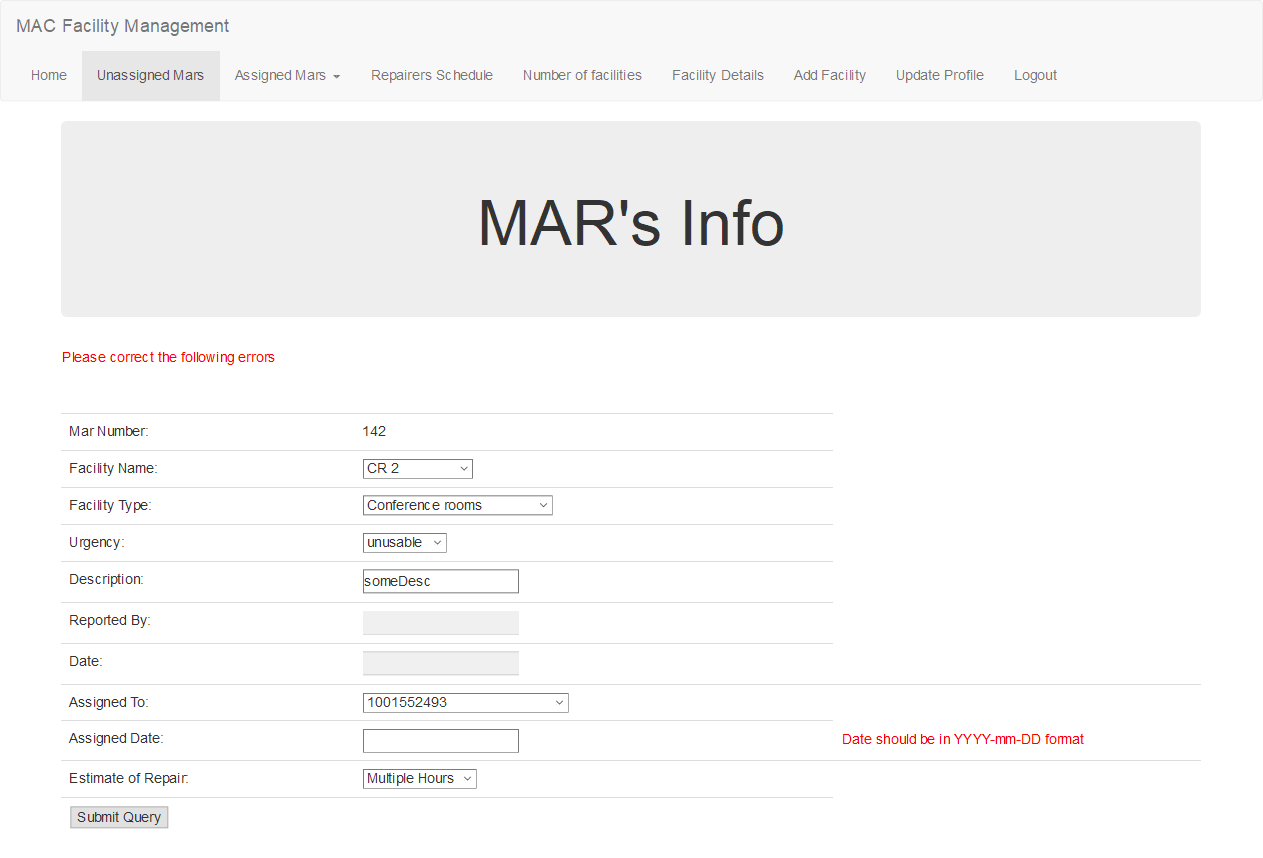 MAC Facility Management
Home Unassigned Mars Assigned Mars Repairers Schedule Number of facilities Facility Details Add Facility Update Profile Logout
MAR's Info
Please correct the following errors
Mar Number: 142
Facility Name: CR 2
Facility Type: Conference rooms
Urgency: unusable
Description: someDesc
Reported By:
Date:
Assigned To: 1001552493
Assigned Date: Date should be in YYYY-mm-DD format
Estimate of Repair: Multiple Hours
Submit Query